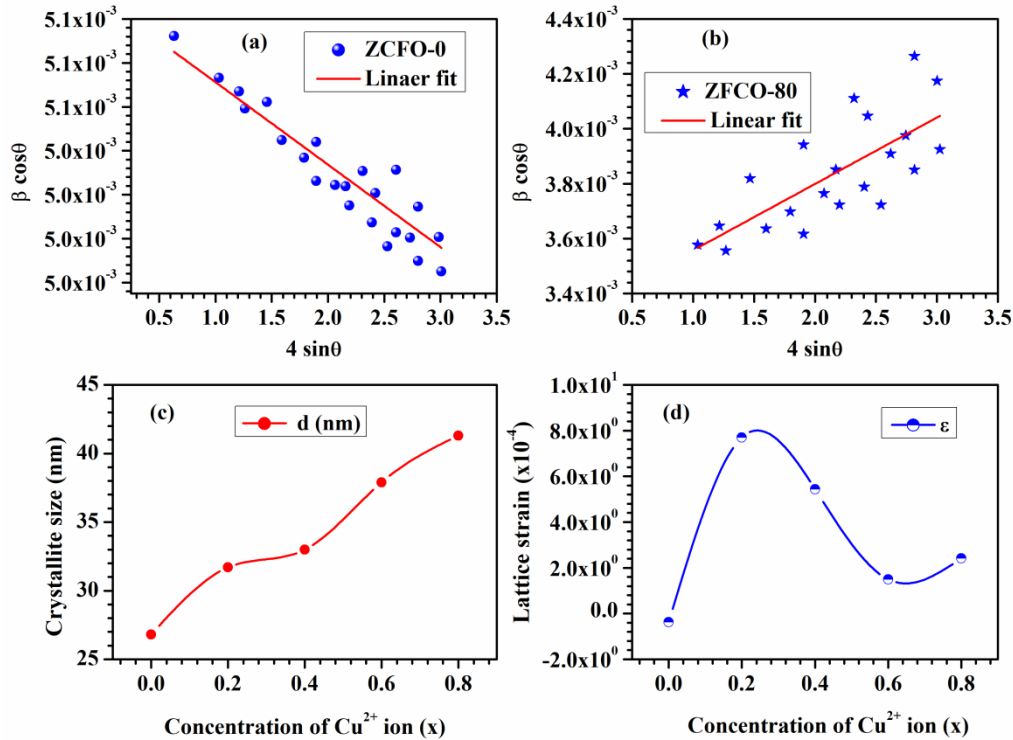 5.1x10⁻³
5.1x10⁻³
5.1x10⁻³
5.0x10⁻³
5.0x10⁻³
5.0x10⁻³
5.0x10⁻³
β cosθ
(a)
ZCFO-0
Linaer fit
0.5 1.0 1.5 2.0 2.5 3.0 3.5
4 sinθ
4.4x10⁻³
4.2x10⁻³
4.0x10⁻³
3.8x10⁻³
3.6x10⁻³
3.4x10⁻³
β cosθ
(b)
ZFCO-80
Linear fit
0.5 1.0 1.5 2.0 2.5 3.0 3.5
4 sinθ
45
40
35
30
25
Crystallite size (nm)
(c)
d (nm)
0.0 0.2 0.4 0.6 0.8
Concentration of Cu²⁺ ion (x)
1.0x10¹
8.0x10⁰
6.0x10⁰
4.0x10⁰
2.0x10⁰
0.0
-2.0x10⁰
Lattice strain (x10⁻⁴)
(d)
ε
0.0 0.2 0.4 0.6 0.8
Concentration of Cu²⁺ ion (x)